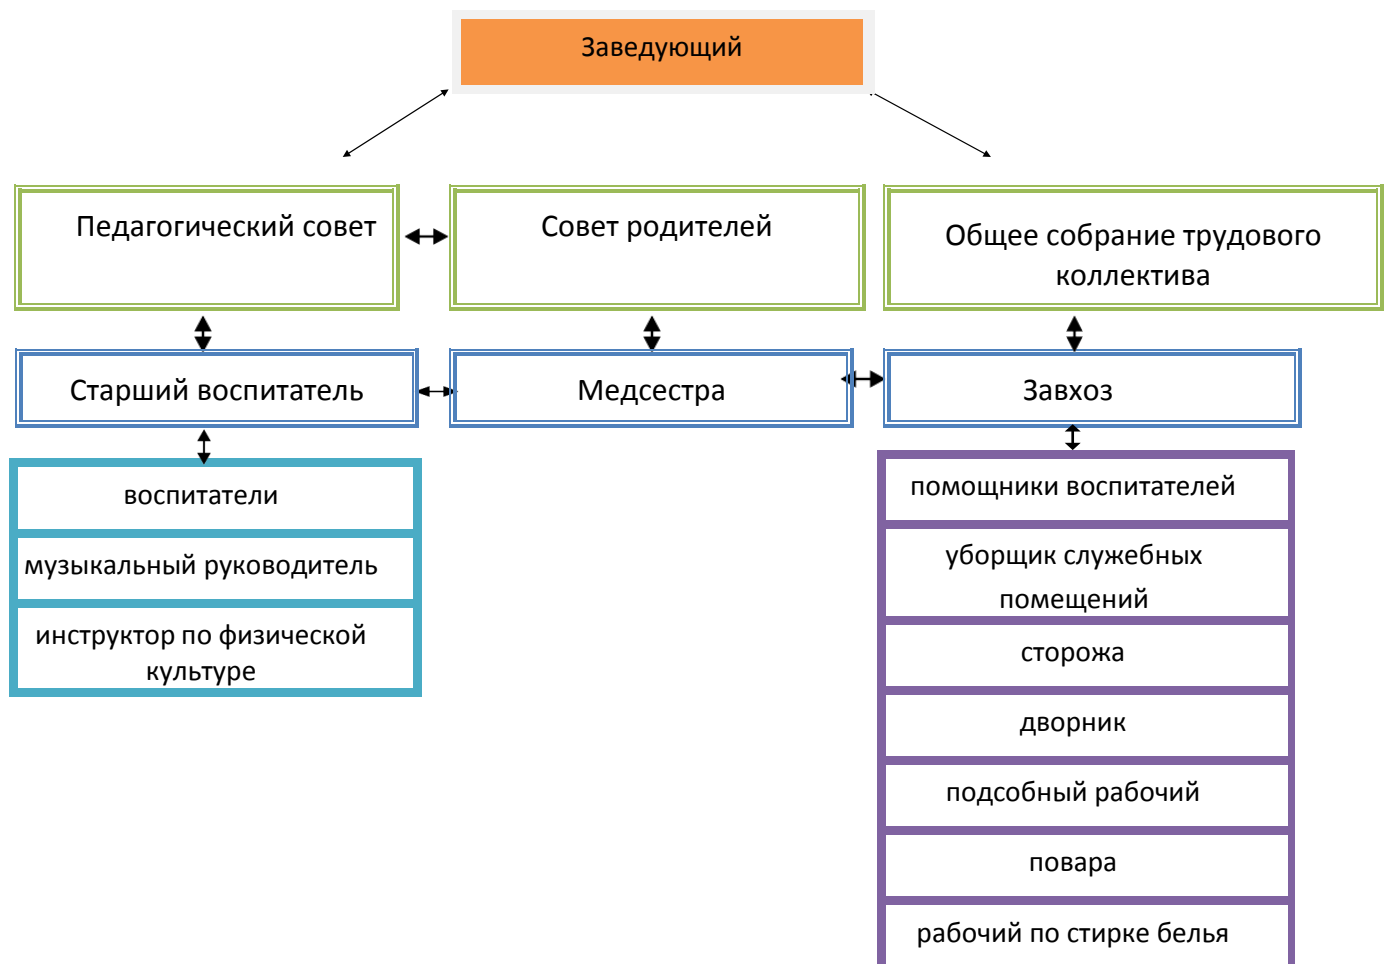 Заведующий
Педагогический совет
Совет родителей
Общее собрание трудового
коллектива
Старший воспитатель
Медсестра
Завхоз
воспитатели
музыкальный руководитель
инструктор по физической
культуре
помощники воспитателей
уборщик служебных
помещений
сторожа
дворник
подсобный рабочий
повара
рабочий по стирке белья